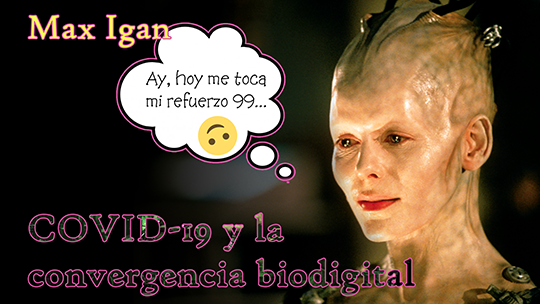 Max Igan
Ay, hoy me toca
mi refuerzo 99...
COVID-19 y la
convergencia biodigital